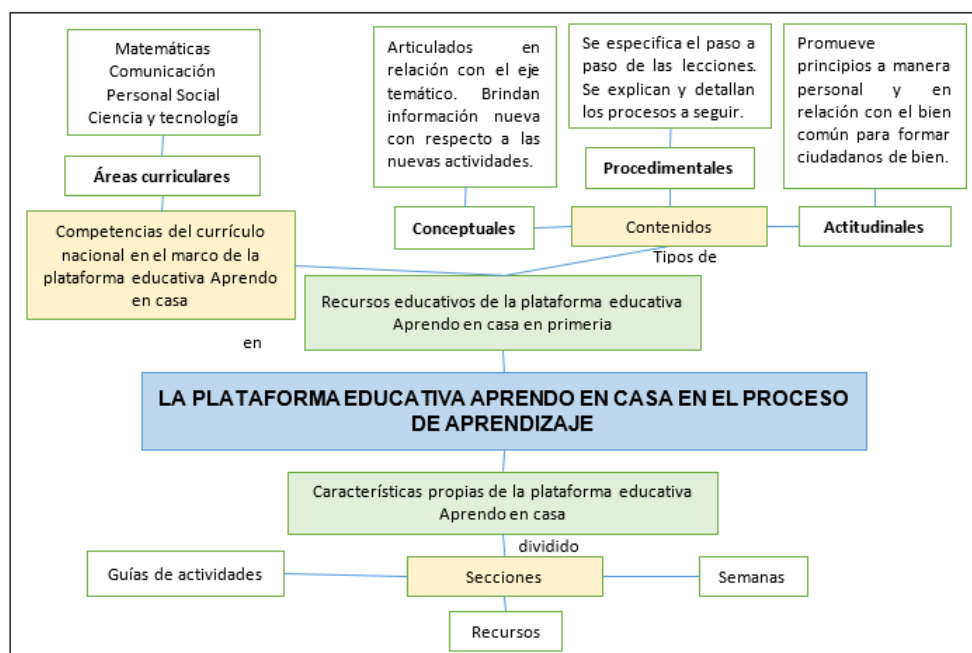 Matemáticas
Comunicación
Personal Social
Ciencia y tecnología
Articulados en
relación con el eje
temático. Brindan
información nueva
con respecto a las
nuevas actividades.
Se especifica el paso a
paso de las lecciones.
Se explican y detallan
los procesos a seguir.
Promueve
principios a manera
personal y en
relación con el bien
común para formar
ciudadanos de bien.
Áreas curriculares
Procedimentales
Conceptuales
Contenidos
Actitudinales
Competencias del currículo
nacional en el marco de la
plataforma educativa Aprendo
en casa
Tipos de
Recursos educativos de la plataforma educativa
Aprendo en casa en primeria
en
LA PLATAFORMA EDUCATIVA APRENDO EN CASA EN EL PROCESO
DE APRENDIZAJE
Características propias de la plataforma educativa
Aprendo en casa
dividido
Guías de actividades
Secciones
Semanas
Recursos